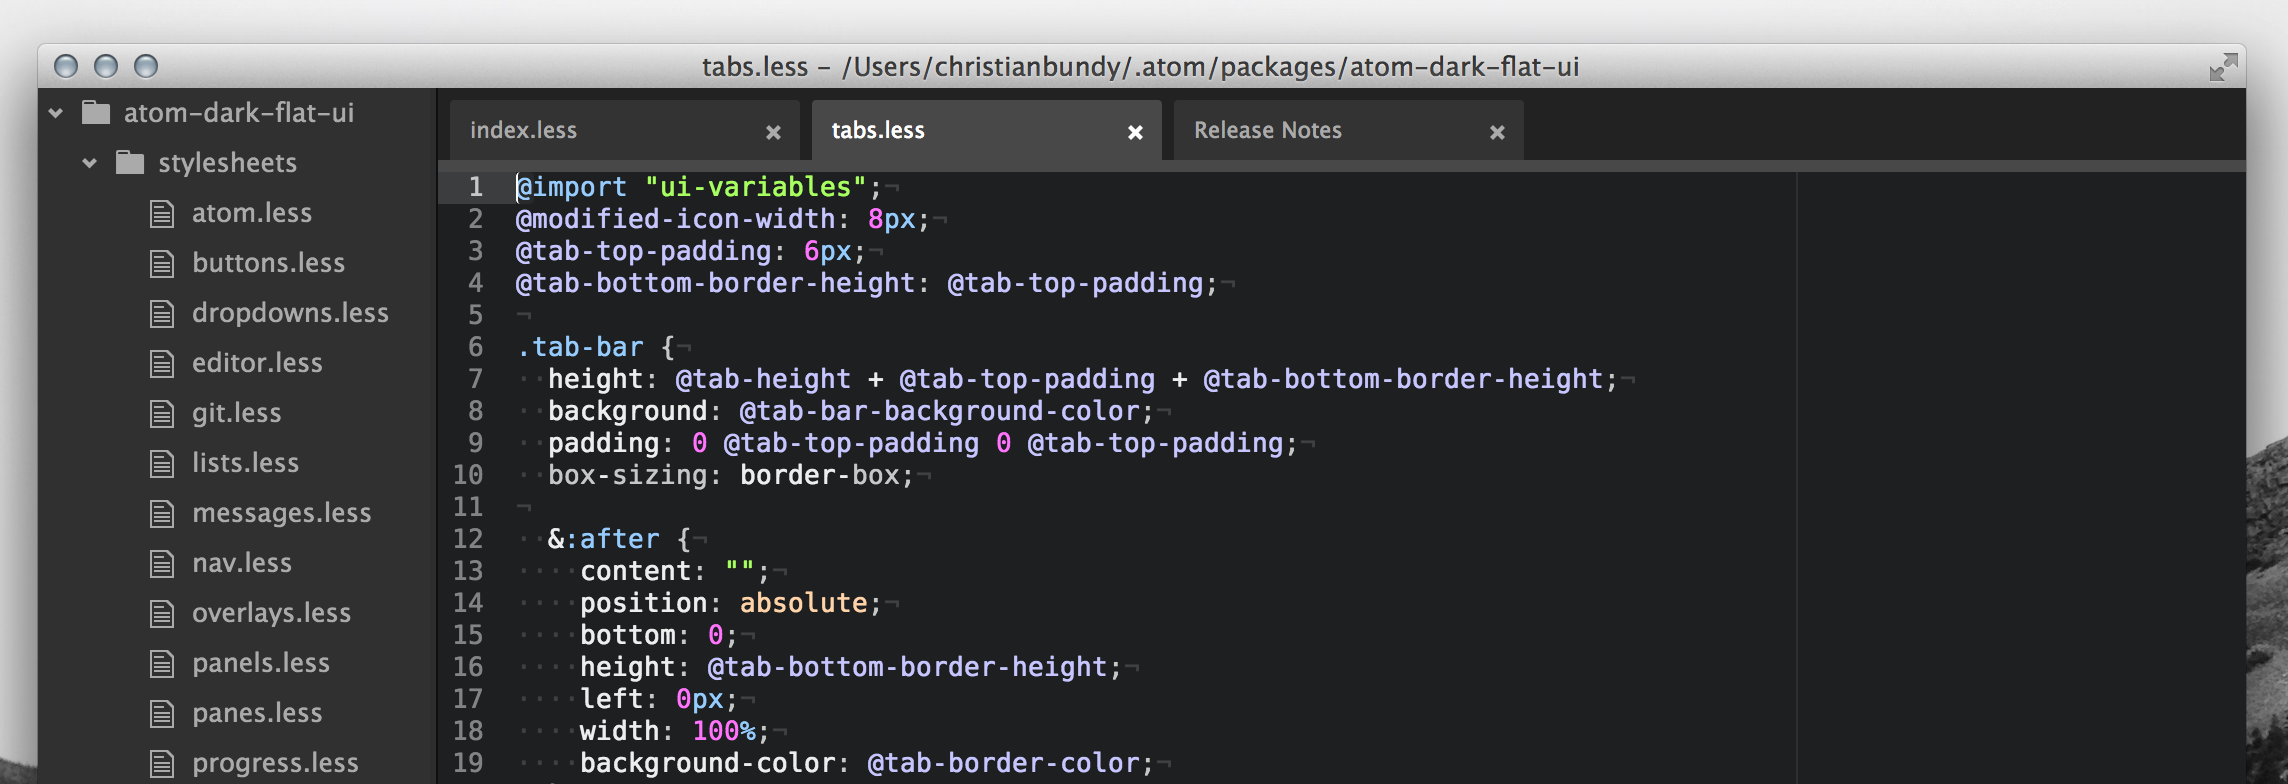 tabs.less – /Users/christianbundy/.atom/packages/atom-dark-flat-ui
atom-dark-flat-ui
stylesheets
atom.less
buttons.less
dropdowns.less
editor.less
git.less
lists.less
messages.less
nav.less
overlays.less
panels.less
panes.less
progress.less
index.less
tabs.less
Release Notes
1 @import "ui-variables";¬
2 @modified-icon-width: 8px;¬
3 @tab-top-padding: 6px;¬
4 @tab-bottom-border-height: @tab-top-padding;¬
5 ¬
6 .tab-bar {¬
7 ··height: @tab-height + @tab-top-padding + @tab-bottom-border-height;¬
8 ··background: @tab-bar-background-color;¬
9 ··padding: 0 @tab-top-padding 0 @tab-top-padding;¬
10 ··box-sizing: border-box;¬
11 ¬
12 ··&:after {¬
13 ····content: "";¬
14 ····position: absolute;¬
15 ····bottom: 0;¬
16 ····height: @tab-bottom-border-height;¬
17 ····left: 0px;¬
18 ····width: 100%;¬
19 ····background-color: @tab-border-color;¬